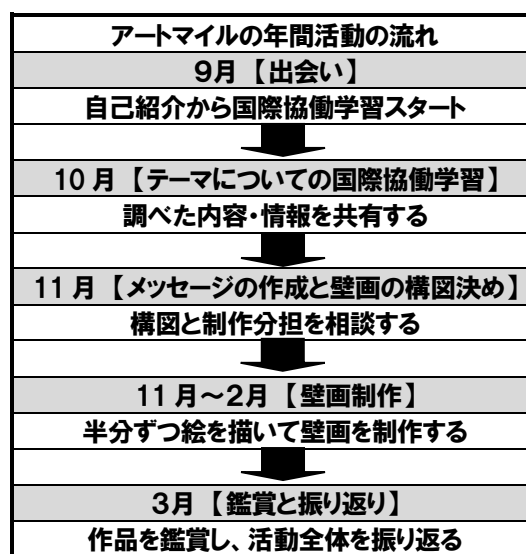 アートマイルの年間活動の流れ
9月【出会い】
自己紹介から国際協働学習スタート
10月【テーマについての国際協働学習】
調べた内容・情報を共有する
11月【メッセージの作成と壁画の構図決め】
構図と制作分担を相談する
11月～2月【壁画制作】
半分ずつ絵を描いて壁画を制作する
3月【鑑賞と振り返り】
作品を鑑賞し、活動全体を振り返る